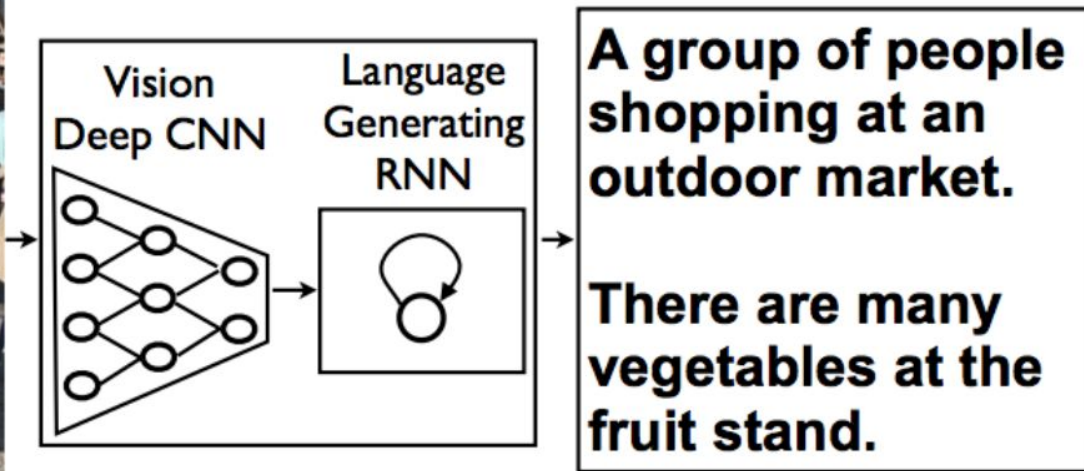 Vision
Deep CNN
Language
Generating
RNN
A group of people
shopping at an
outdoor market.
There are many
vegetables at the
fruit stand.